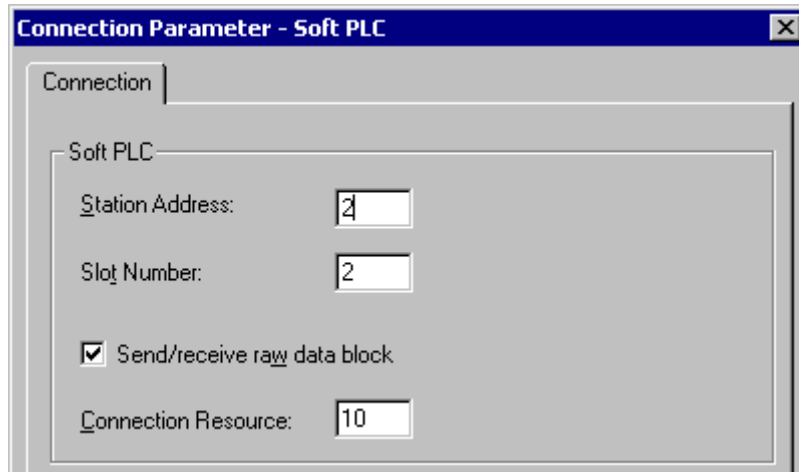 Connection Parameter - Soft PLC
Connection
Soft PLC
Station Address: 2
Slot Number: 2
Send/receive raw data block
Connection Resource: 10